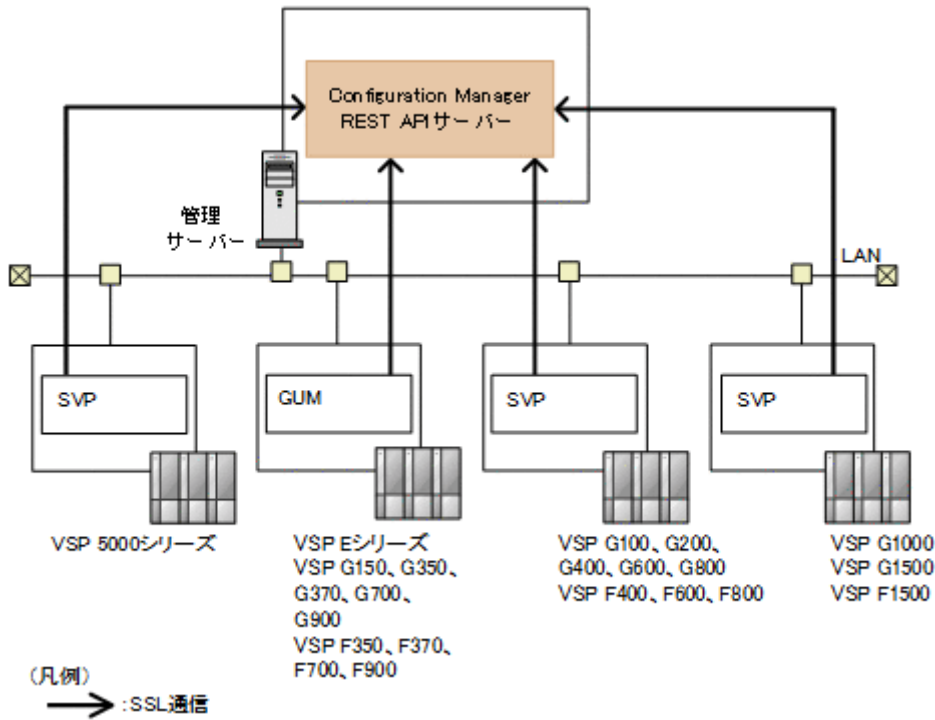 Configuration Manager
REST APIサーバー
管理
サーバー
LAN
SVP
GUM
SVP
SVP
VSP 5000シリーズ
VSP Eシリーズ
VSP G150、G350、
G370、G700、
G900
VSP F350、F370、
F700、F900
VSP G100、G200、
G400、G600、G800
VSP F400、F600、F800
VSP G1000
VSP G1500
VSP F1500
(凡例)
:SSL通信